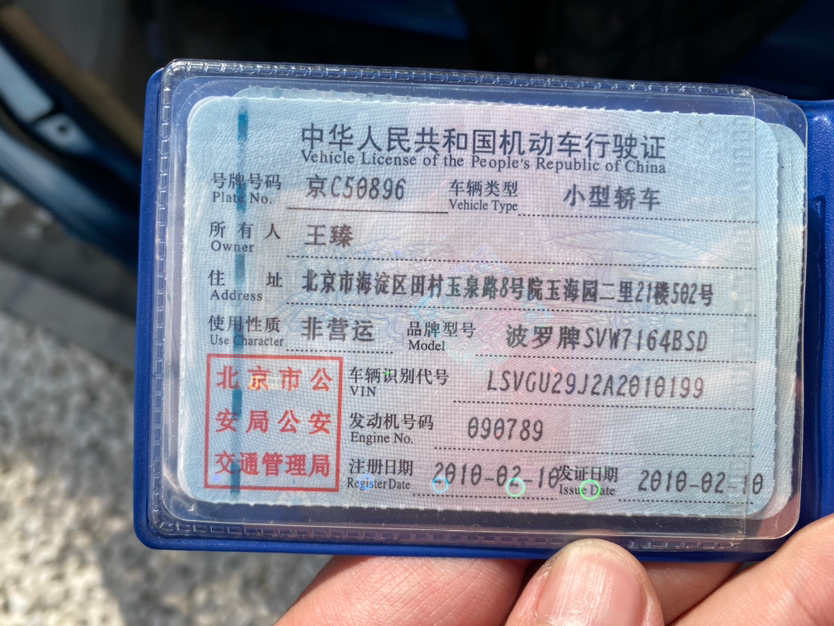 中华人民共和国机动车行驶证
Vehicle License of the People's Republic of China
号牌号码 京C50896 车辆类型 小型轿车
Plate No. Vehicle Type
所有人 王臻
Owner
住址 北京市海淀区田村玉泉路8号院玉海园二里21楼502号
Address
使用性质 非营运 品牌型号 波罗牌SVW7164BSD
Use Character Model
北京市公
安局公安
交通管理局
车辆识别代号 LSVGU29J2A2010199
VIN
发动机号码 090789
Engine No.
注册日期 2010-02-10 发证日期 2010-02-10
Register Date Issue Date